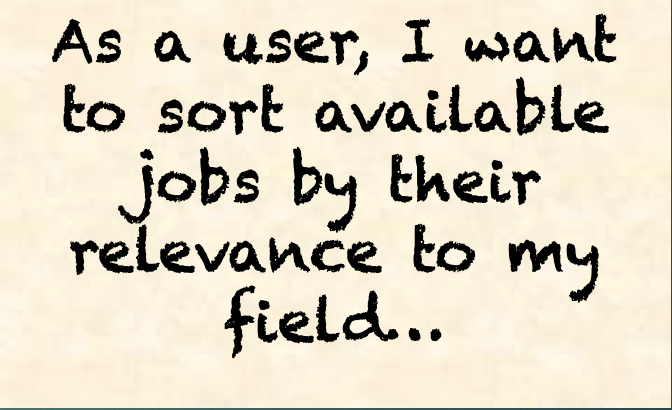 As a user, I want
to sort available
jobs by their
relevance to my
field...